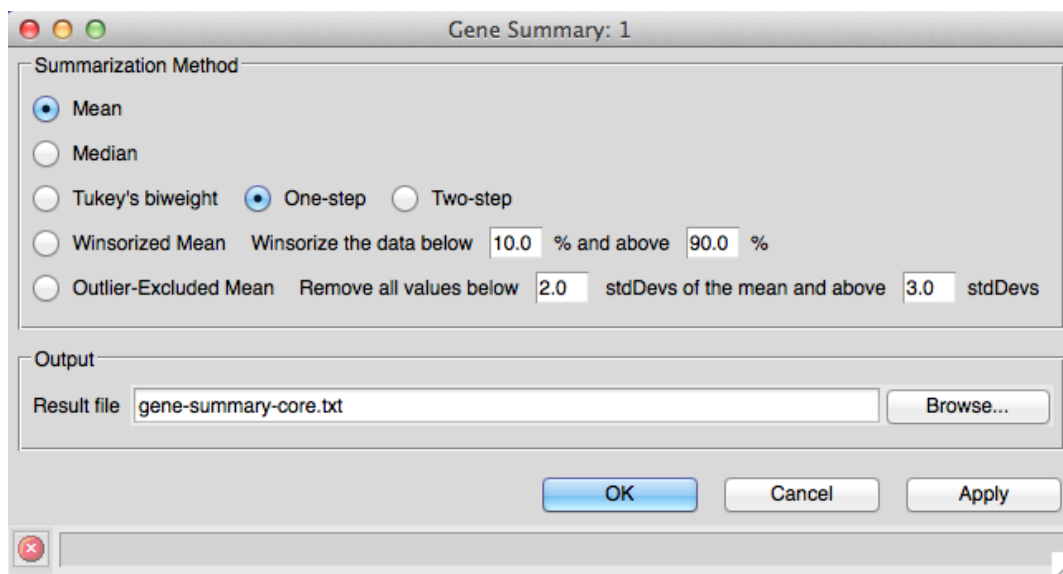 Gene Summary: 1
Summarization Method
Mean
Median
Tukey's biweight One-step Two-step
Winsorized Mean Winsorize the data below 10.0 % and above 90.0 %
Outlier-Excluded Mean Remove all values below 2.0 stdDevs of the mean and above 3.0 stdDevs
Output
Result file gene-summary-core.txt Browse...
OK Cancel Apply